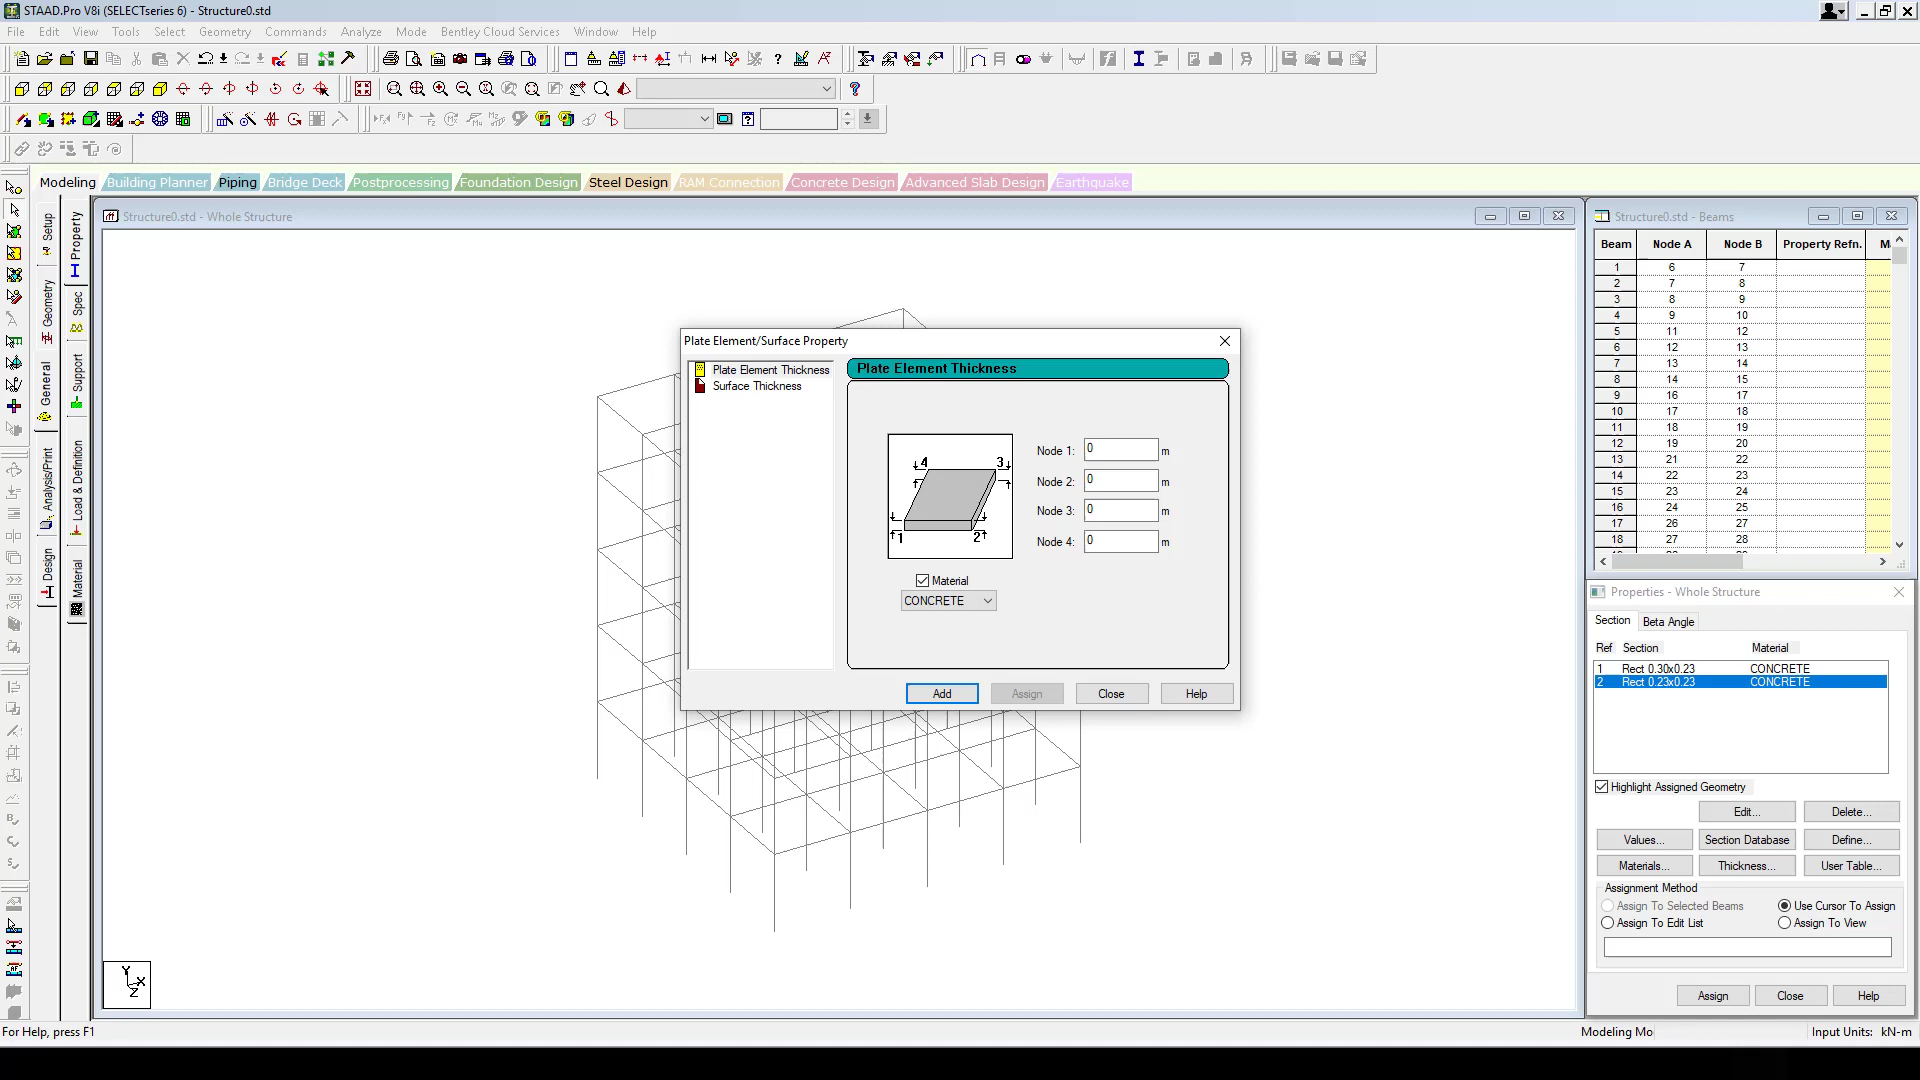 STAAD.Pro V8i (SELECTseries 6) - Structure0.std
File Edit View Tools Select Geometry Commands Analyze Mode Bentley Cloud Services Window Help
Modeling Building Planner Piping Bridge Deck Postprocessing Foundation Design Steel Design RAM Connection Concrete Design Advanced Slab Design Earthquake
Setup
Geometry
General
Analysis/Print
Design
Property
Spec
Support
Load & Definition
Material
Structure0.std - Whole Structure
Plate Element/Surface Property
Plate Element Thickness
Surface Thickness
Plate Element Thickness
4 3
1 2
Node 1: 0 m
Node 2: 0 m
Node 3: 0 m
Node 4: 0 m
Material
CONCRETE
Add Assign Close Help
Y
X
Z
Structure0.std - Beams
Beam Node A Node B Property Refn. M
1 6 7
2 7 8
3 8 9
4 9 10
5 11 12
6 12 13
7 13 14
8 14 15
9 16 17
10 17 18
11 18 19
12 19 20
13 21 22
14 22 23
15 23 24
16 24 25
17 26 27
18 27 28
Properties - Whole Structure
Section Beta Angle
Ref Section Material
1 Rect 0.30x0.23 CONCRETE
2 Rect 0.23x0.23 CONCRETE
Highlight Assigned Geometry
Edit... Delete...
Values... Section Database Define...
Materials... Thickness... User Table...
Assignment Method
Assign To Selected Beams Use Cursor To Assign
Assign To Edit List Assign To View
Assign Close Help
For Help, press F1
Modeling Mo Input Units: kN-m